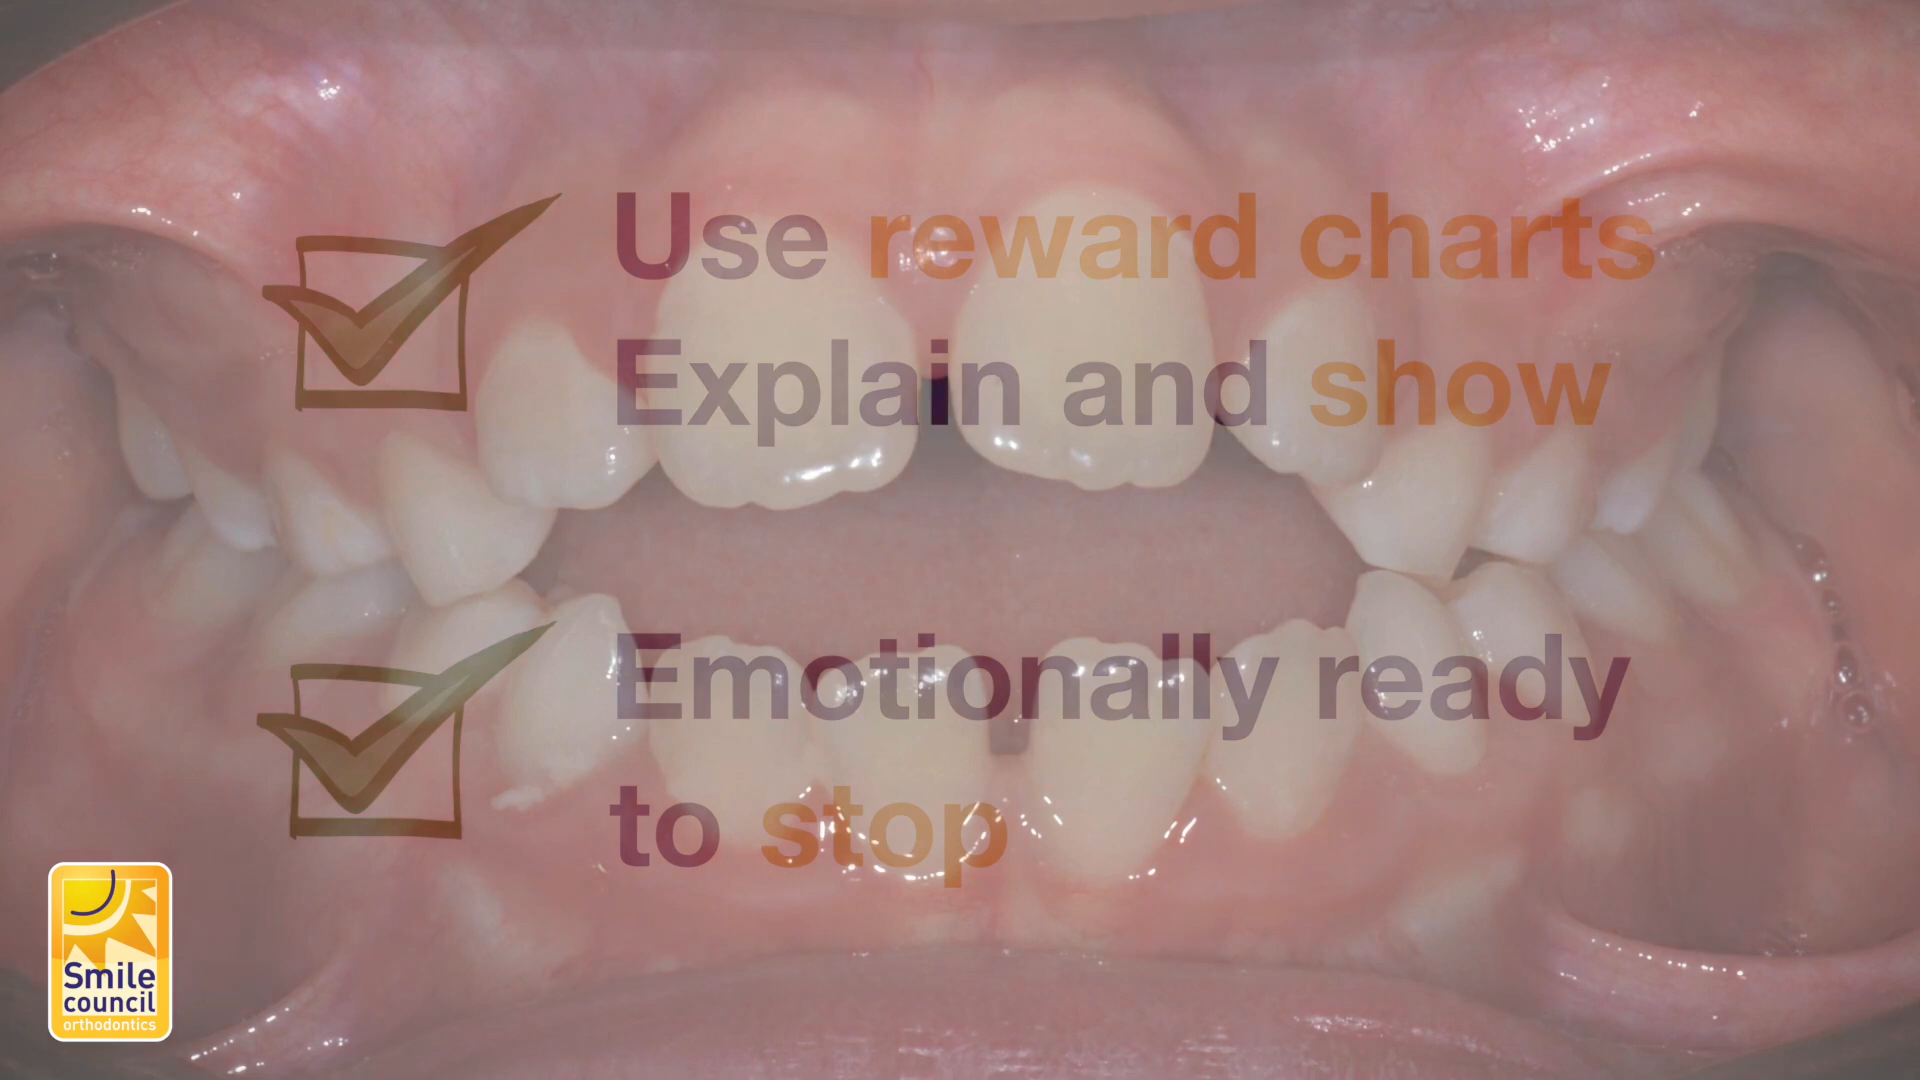 Use reward charts
Explain and show
Emotionally ready
to stop
Smile
council
orthodontics